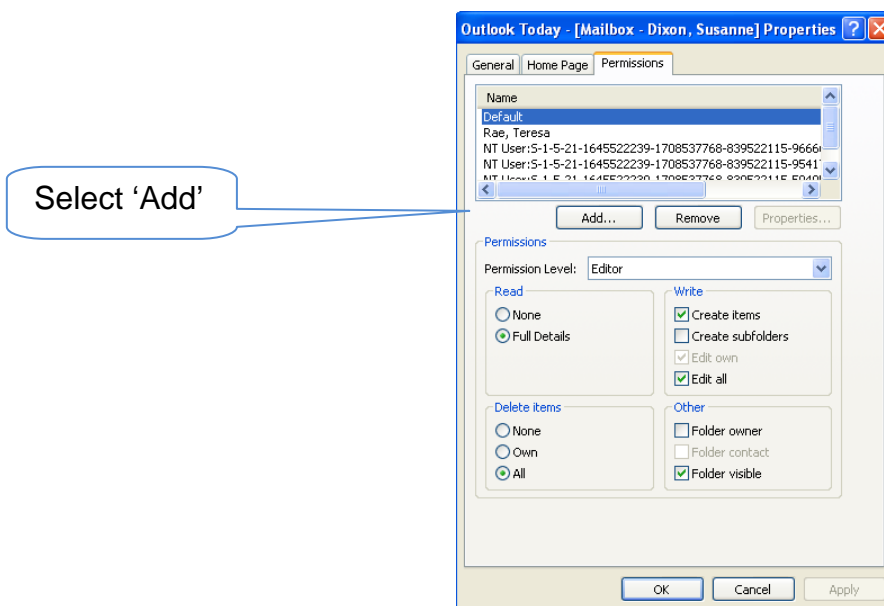 Outlook Today - [Mailbox - Dixon, Susanne] Properties
General Home Page Permissions
Name
Default
Rae, Teresa
NT User:S-1-5-21-1645522239-1708537768-839522115-9666
NT User:S-1-5-21-1645522239-1708537768-839522115-9541
Select ‘Add’
Add... Remove Properties...
Permissions
Permission Level: Editor
Read Write
None Create items
Full Details Create subfolders
Edit own
Edit all
Delete items Other
None Folder owner
Own Folder contact
All Folder visible
OK Cancel Apply